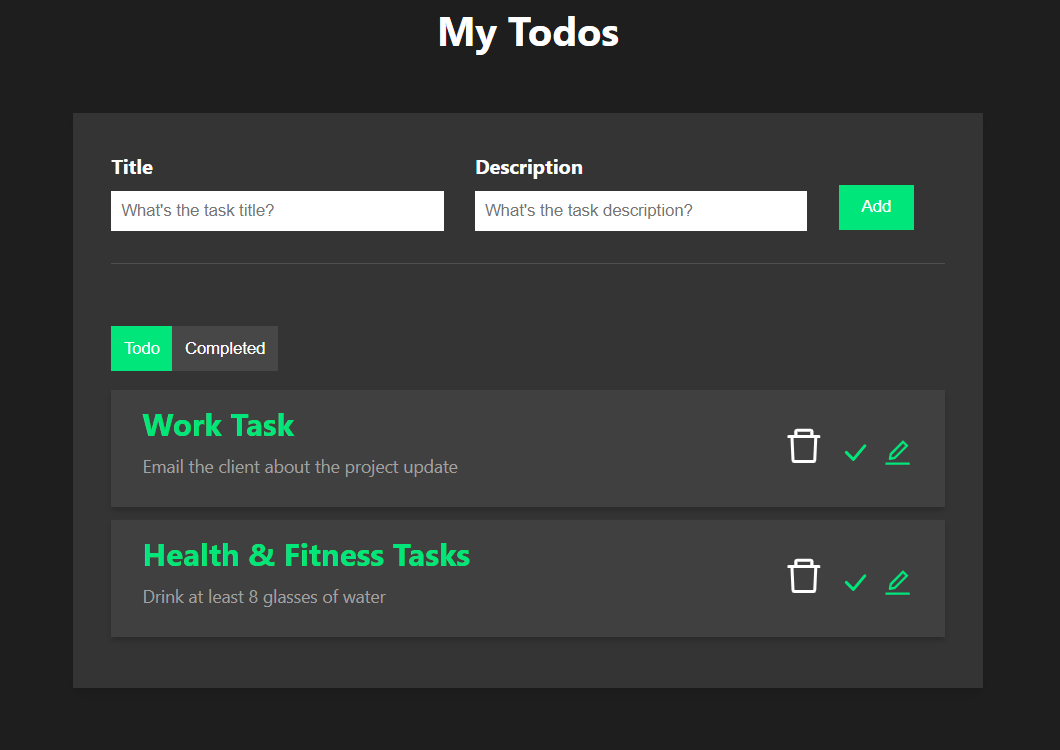 My Todos
Title
Description
What's the task title?
What's the task description?
Add
Todo
Completed
Work Task
Email the client about the project update
Health & Fitness Tasks
Drink at least 8 glasses of water